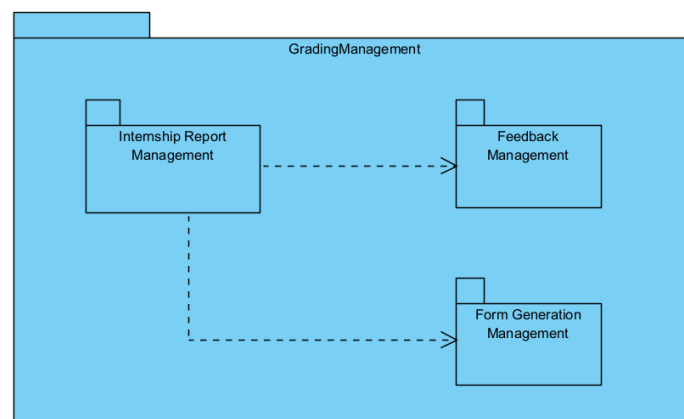 GradingManagement
Internship Report
Management
Feedback
Management
Form Generation
Management